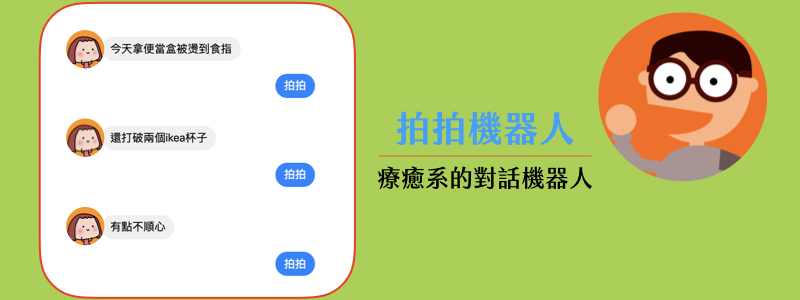 今天拿便當盒被燙到食指
拍拍
還打破兩個ikea杯子
拍拍
有點不順心
拍拍
拍拍機器人
療癒系的對話機器人